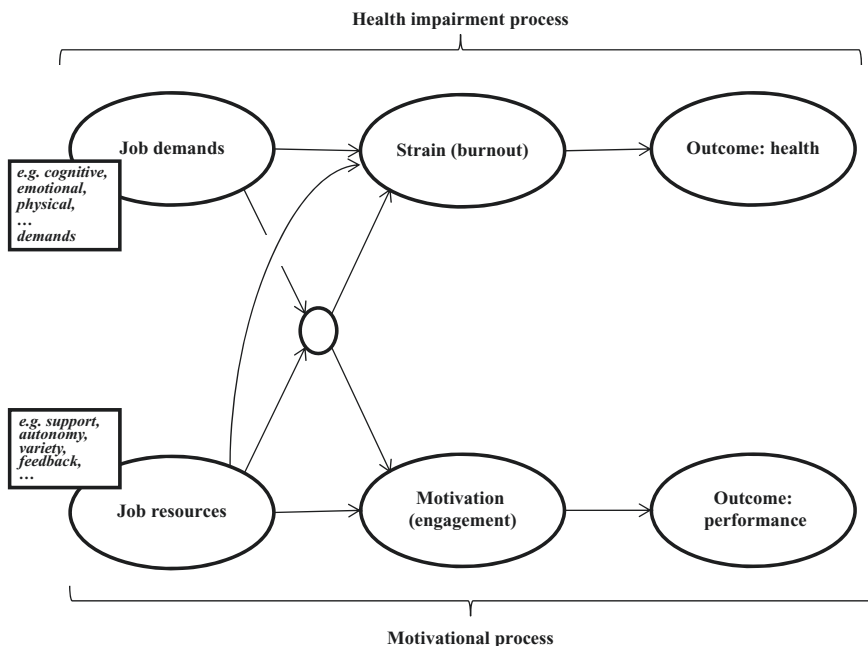 Health impairment process
Job demands
Strain (burnout)
Outcome: health
e.g. cognitive,
emotional,
physical,
…
demands
e.g. support,
autonomy,
variety,
feedback,
…
Job resources
Motivation
(engagement)
Outcome:
performance
Motivational process